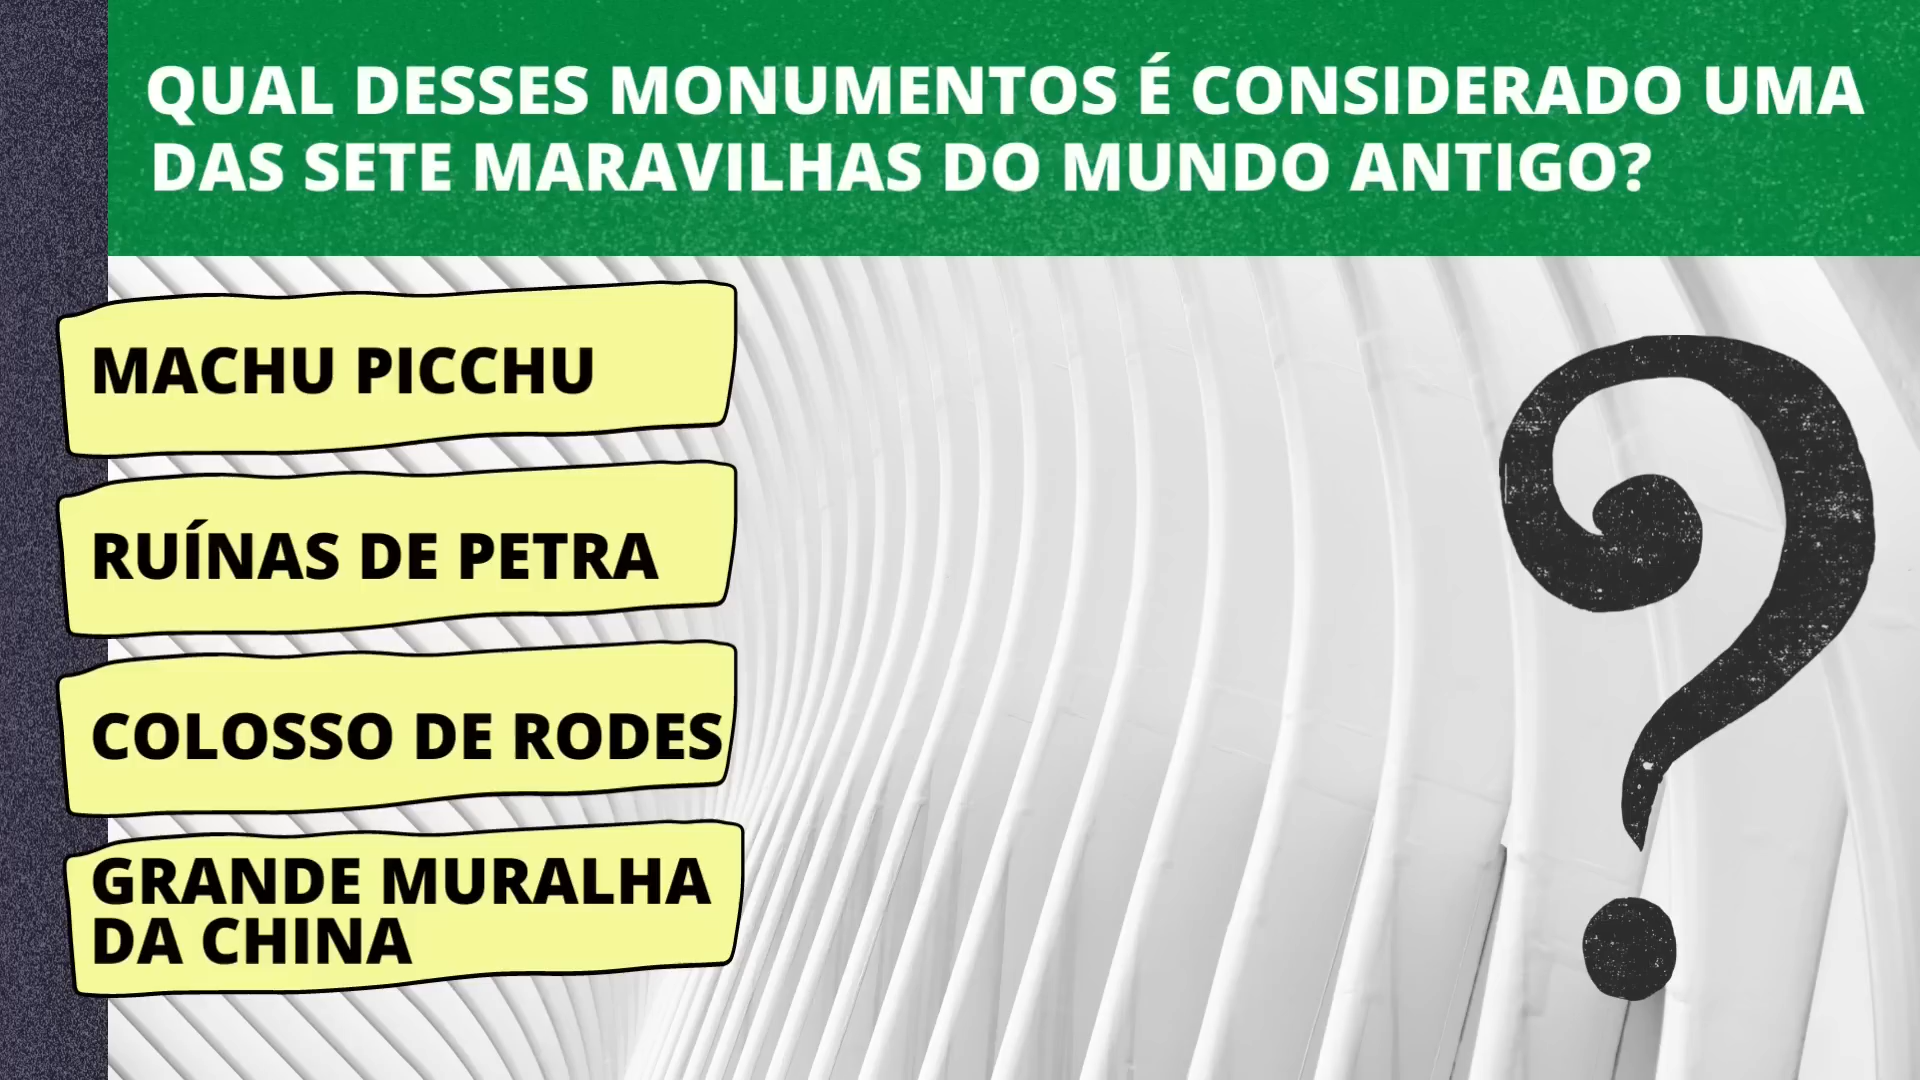 QUAL DESSES MONUMENTOS É CONSIDERADO UMA
DAS SETE MARAVILHAS DO MUNDO ANTIGO?
MACHU PICCHU
RUÍNAS DE PETRA
COLOSSO DE RODES
GRANDE MURALHA
DA CHINA
?